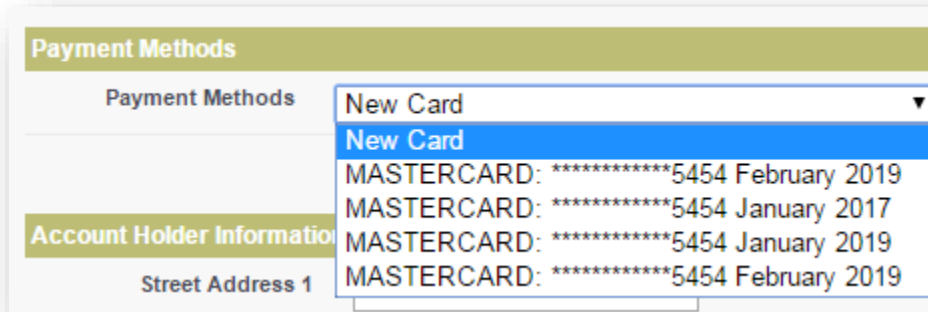 Payment Methods
Payment Methods
New Card
New Card
MASTERCARD: ************5454 February 2019
MASTERCARD: ************5454 January 2017
MASTERCARD: ************5454 January 2019
MASTERCARD: ************5454 February 2019
Account Holder Information
Street Address 1